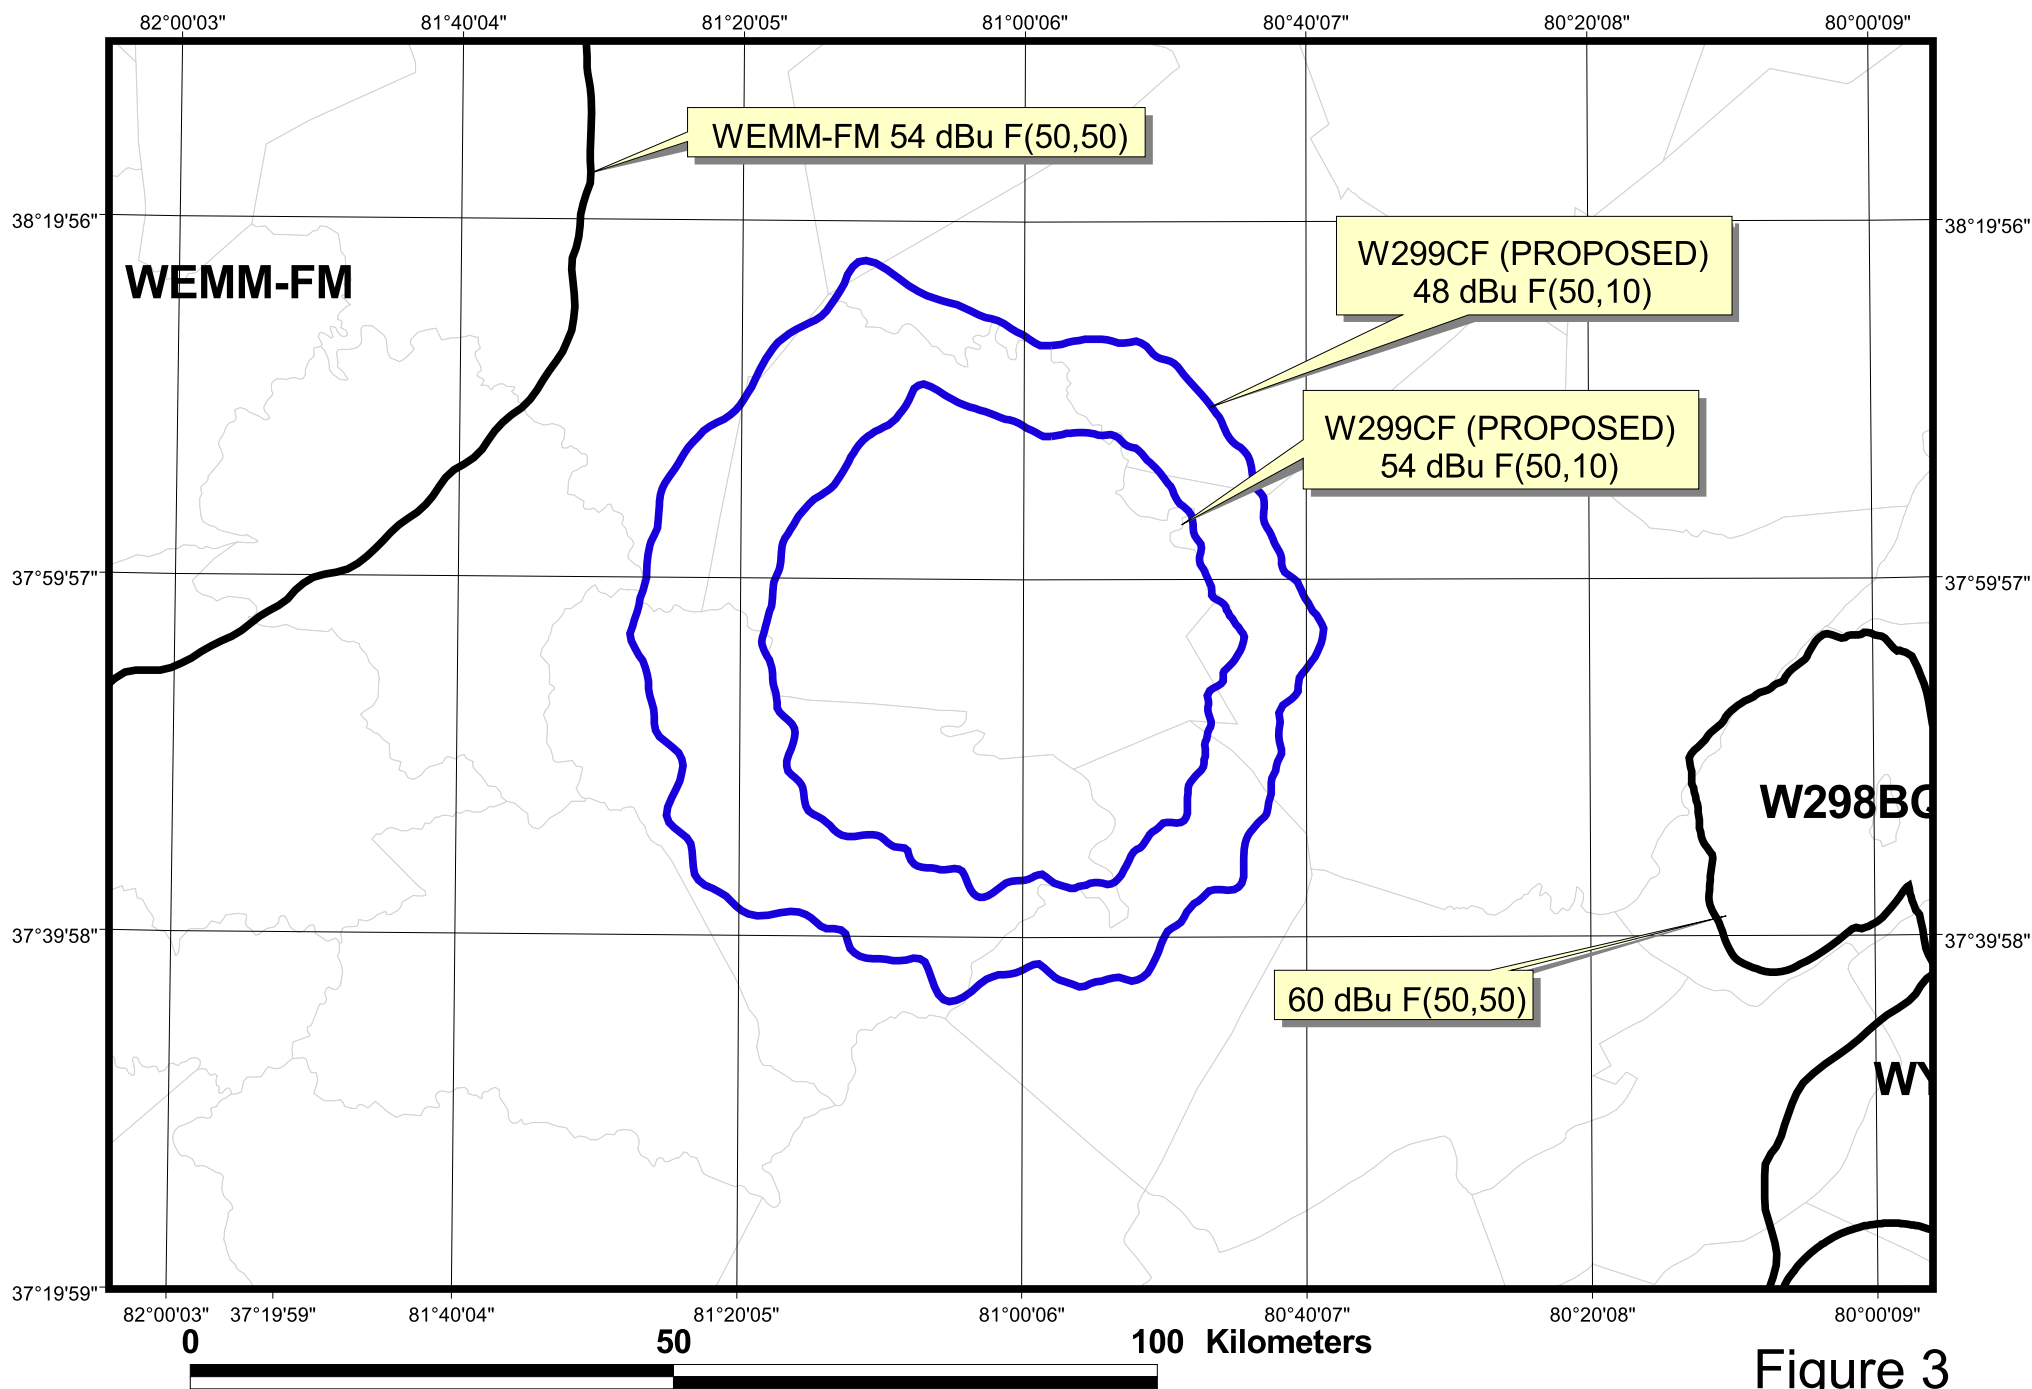 82°00'03" 81°40'04" 81°20'05" 81°00'06" 80°40'07" 80°20'08" 80°00'09"
WEMM-FM 54 dBu F(50,50)
38°19'56" 38°19'56"
W299CF (PROPOSED)
48 dBu F(50,10)
WEMM-FM
W299CF (PROPOSED)
54 dBu F(50,10)
37°59'57" 37°59'57"
W298BQ
37°39'58" 37°39'58"
60 dBu F(50,50)
WY
37°19'59"
82°00'03" 37°19'59" 81°40'04" 81°20'05" 81°00'06" 80°40'07" 80°20'08" 80°00'09"
0 50 100 Kilometers
Figure 3